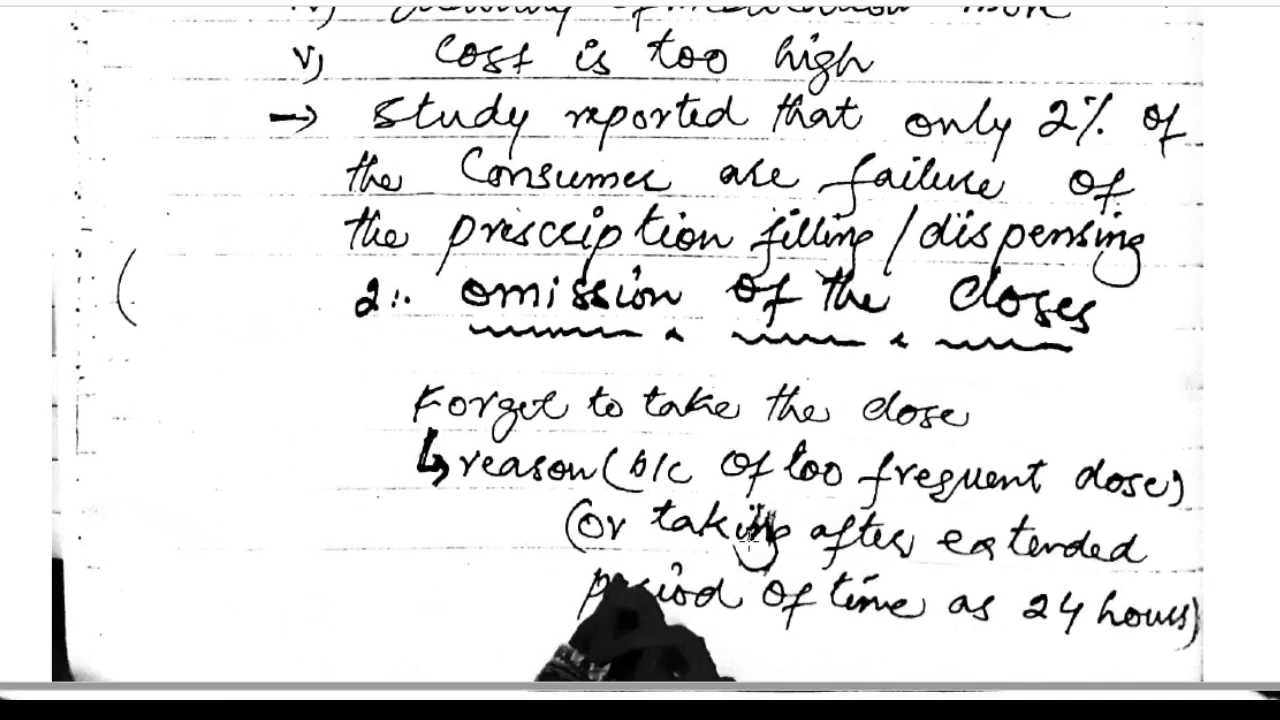 v) Cost is too high
→ Study reported that only 2% of
the Consumer are failure of
the prescription filling / dispensing
2:. omission of the doses
Forget to take the dose
↳ reason (b/c of too frequent dose)
(or taking after extended
period of time as 24 hours)